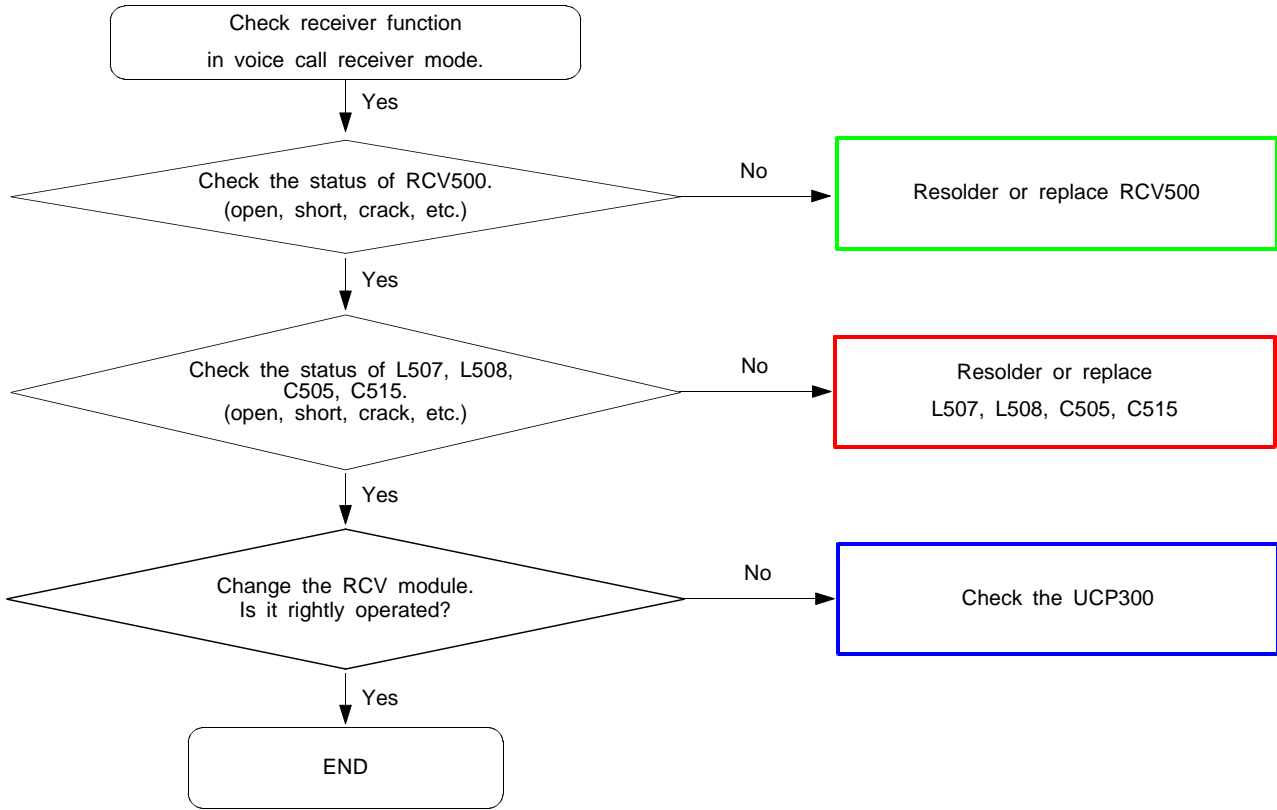 Check receiver function
in voice call receiver mode.
Yes
Check the status of RCV500.
(open, short, crack, etc.)
No
Resolder or replace RCV500
Yes
Check the status of L507, L508,
C505, C515.
(open, short, crack, etc.)
No
Resolder or replace
L507, L508, C505, C515
Yes
Change the RCV module.
Is it rightly operated?
No
Check the UCP300
Yes
END